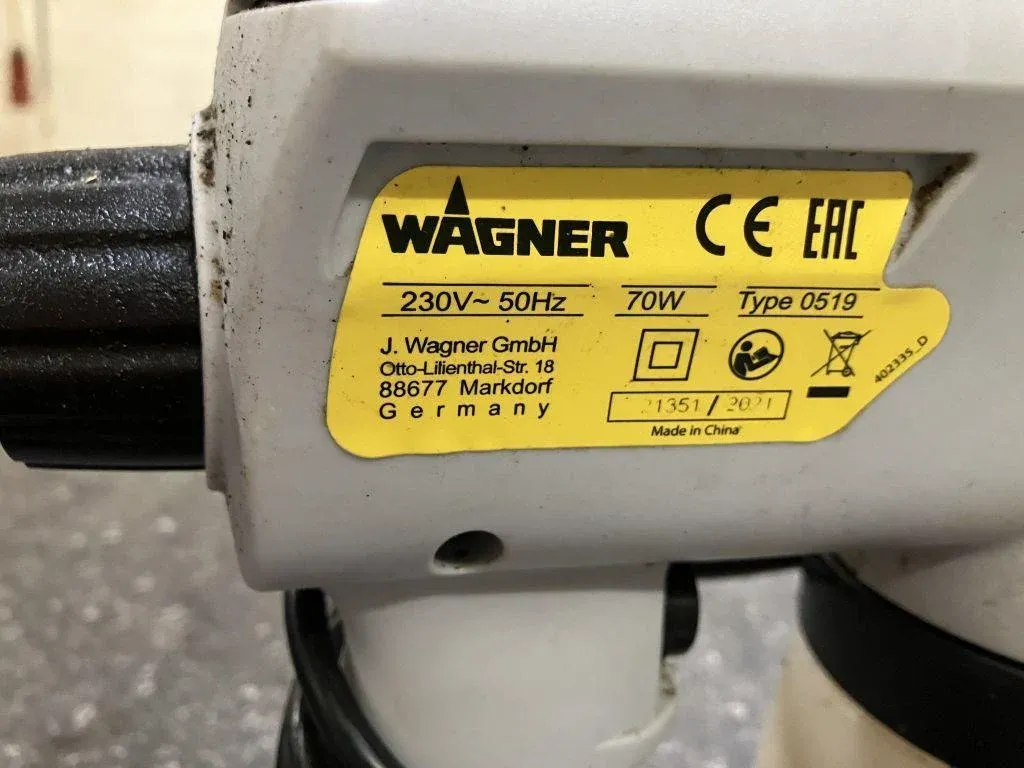 WAGNER CE EAC
230V~ 50Hz 70W Type 0519
J. Wagner GmbH
Otto-Lilienthal-Str. 18
88677 Markdorf
Germany
21351 / 2021
Made in China
402335_D